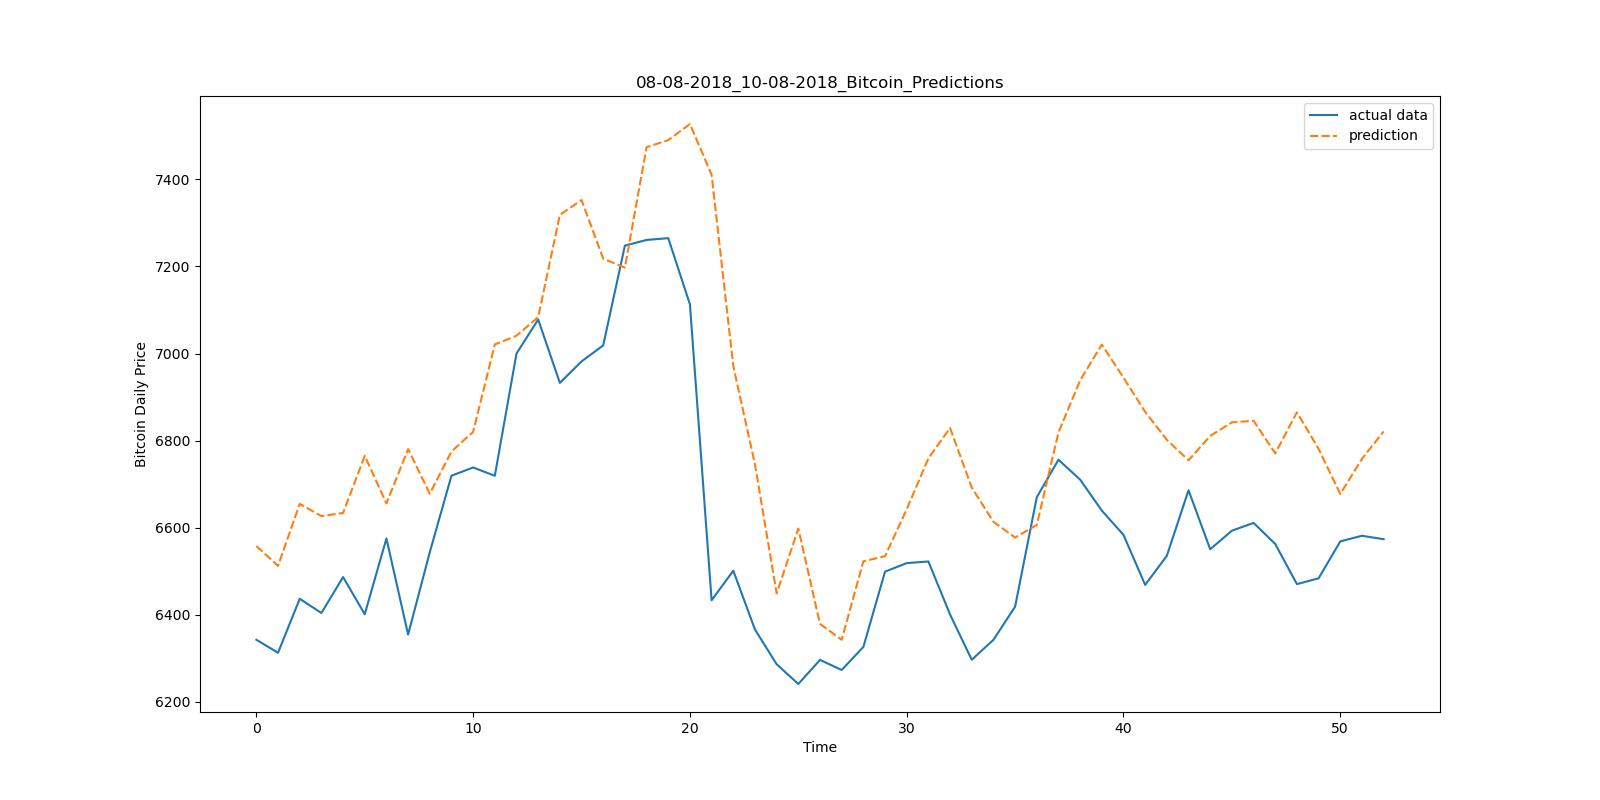 08-08-2018_10-08-2018_Bitcoin_Predictions
actual data
prediction
Bitcoin Daily Price
7400
7200
7000
6800
6600
6400
6200
0 10 20 30 40 50
Time